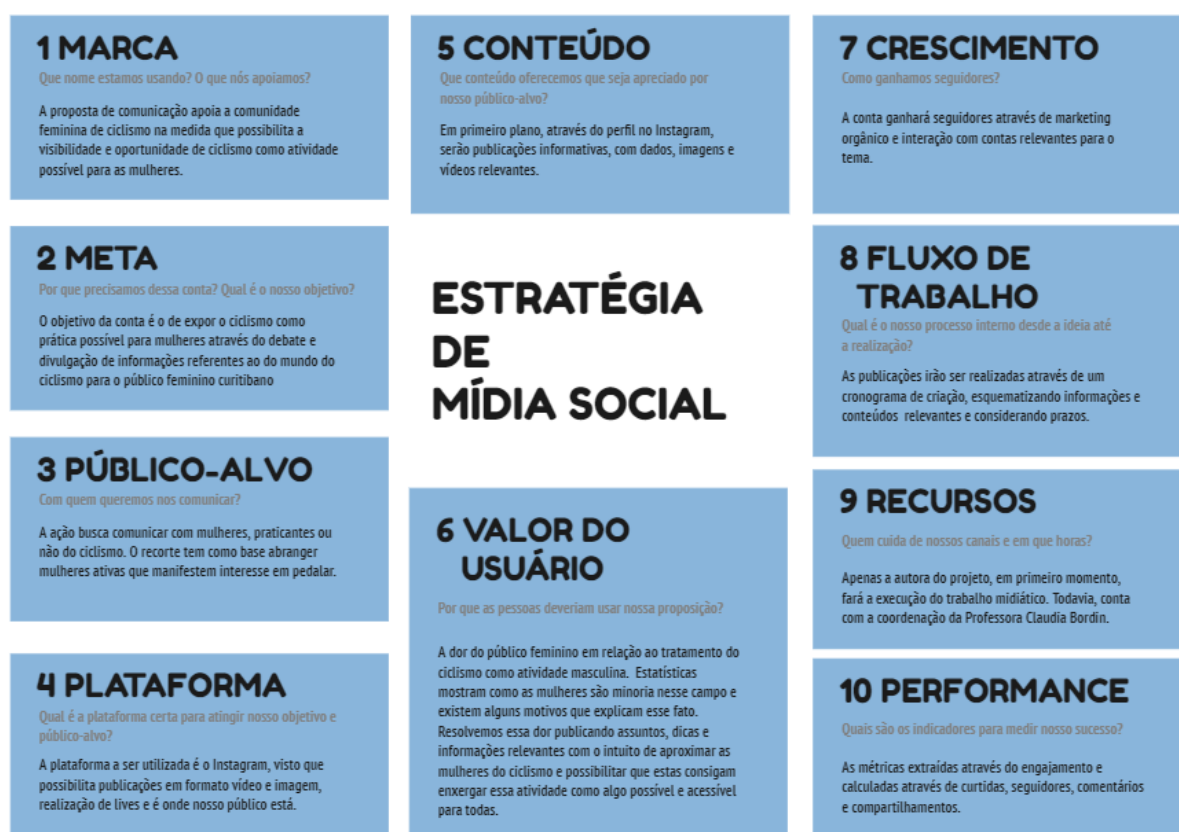 1 MARCA
Que nome estamos usando? O que nós apoiamos?
A proposta de comunicação apoia a comunidade
feminina de ciclismo na medida que possibilita a
visibilidade e oportunidade de ciclismo como atividade
possível para as mulheres.
2 META
Por que precisamos dessa conta? Qual é o nosso objetivo?
O objetivo da conta é o de expor o ciclismo como
prática possível para mulheres através do debate e
divulgação de informações referentes ao do mundo do
ciclismo para o público feminino curitibano
3 PÚBLICO-ALVO
Com quem queremos nos comunicar?
A ação busca comunicar com mulheres, praticantes ou
não do ciclismo. O recorte tem como base abranger
mulheres ativas que manifestem interesse em pedalar.
4 PLATAFORMA
Qual é a plataforma certa para atingir nosso objetivo e
público-alvo?
A plataforma a ser utilizada é o Instagram, visto que
possibilita publicações em formato vídeo e imagem,
realização de lives e é onde nosso público está.
5 CONTEÚDO
Que conteúdo oferecemos que seja apreciado por
nosso público-alvo?
Em primeiro plano, através do perfil no Instagram,
serão publicações informativas, com dados, imagens e
vídeos relevantes.
ESTRATÉGIA
DE
MÍDIA SOCIAL
6 VALOR DO
USUÁRIO
Por que as pessoas deveriam usar nossa proposição?
A dor do público feminino em relação ao tratamento do
ciclismo como atividade masculina. Estatísticas
mostram como as mulheres são minoria nesse campo e
existem alguns motivos que explicam esse fato.
Resolvemos essa dor publicando assuntos, dicas e
informações relevantes com o intuito de aproximar as
mulheres do ciclismo e possibilitar que estas consigam
enxergar essa atividade como algo possível e acessível
para todas.
7 CRESCIMENTO
Como ganhamos seguidores?
A conta ganhará seguidores através de marketing
orgânico e interação com contas relevantes para o
tema.
8 FLUXO DE
TRABALHO
Qual é o nosso processo interno desde a ideia até
a realização?
As publicações irão ser realizadas através de um
cronograma de criação, esquematizando informações e
conteúdos relevantes e considerando prazos.
9 RECURSOS
Quem cuida de nossos canais e em que horas?
Apenas a autora do projeto, em primeiro momento,
fará a execução do trabalho midiático. Todavia, conta
com a coordenação da Professora Claudia Bordin.
10 PERFORMANCE
Quais são os indicadores para medir nosso sucesso?
As métricas extraídas através do engajamento e
calculadas através de curtidas, seguidores, comentários
e compartilhamentos.